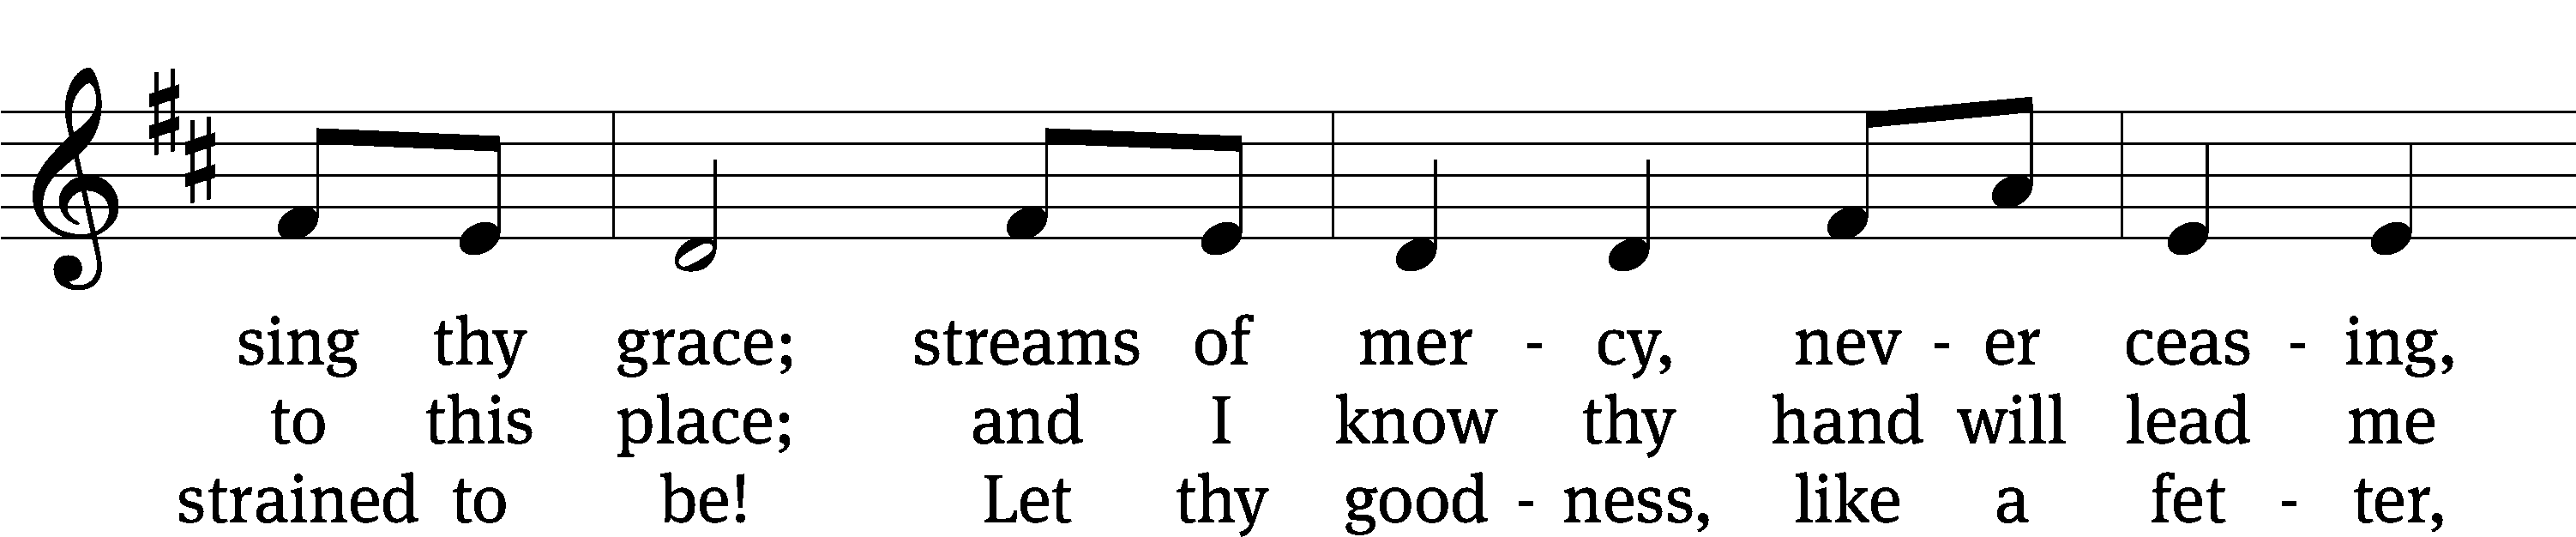 sing thy grace; streams of mer - cy, nev - er ceas - ing,
to this place; and I know thy hand will lead me
strained to be! Let thy good - ness, like a fet - ter,